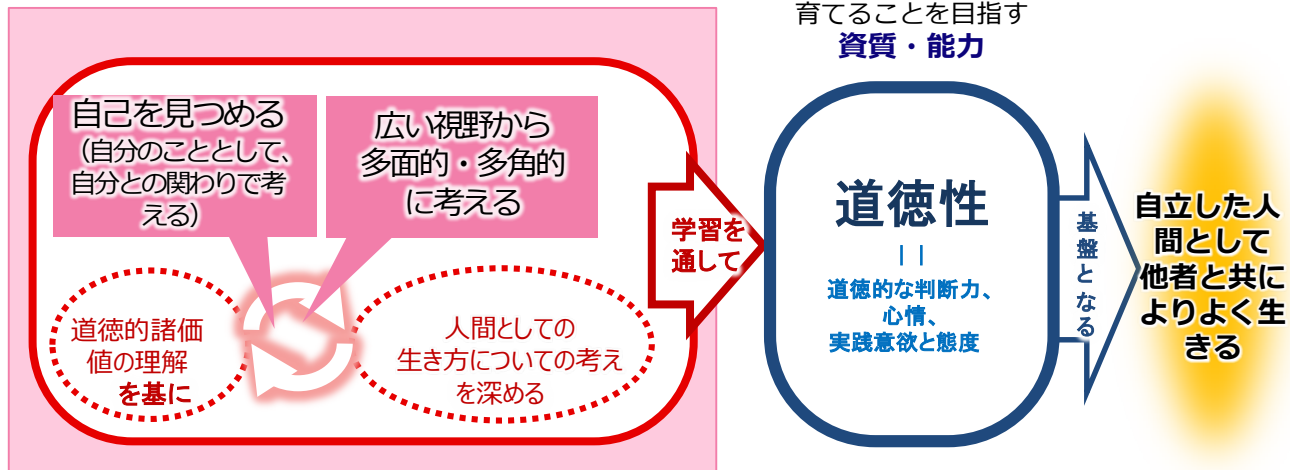 自己を見つめる
（自分のこととして、
自分との関わりで考
える）
広い視野から
多面的・多角的
に考える
道徳的諸価
値の理解
を基に
人間としての
生き方についての考え
を深める
学習を
通して
育てることを目指す
資質・能力
道徳性
||
道徳的な判断力、
心情、
実践意欲と態度
基盤となる
自立した人
間として
他者と共に
よりよく生
きる